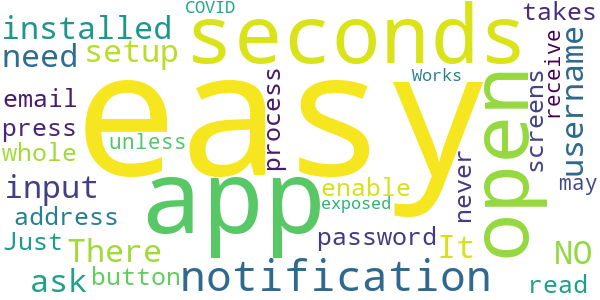 COVID
takes
installed
seconds
need
setup
username
Works
easy
email
process
open
screens
receive
press
unless
whole
may
app
never
input
enable
exposed
address
password
Just
There
It
NO
ask
button
notification
read